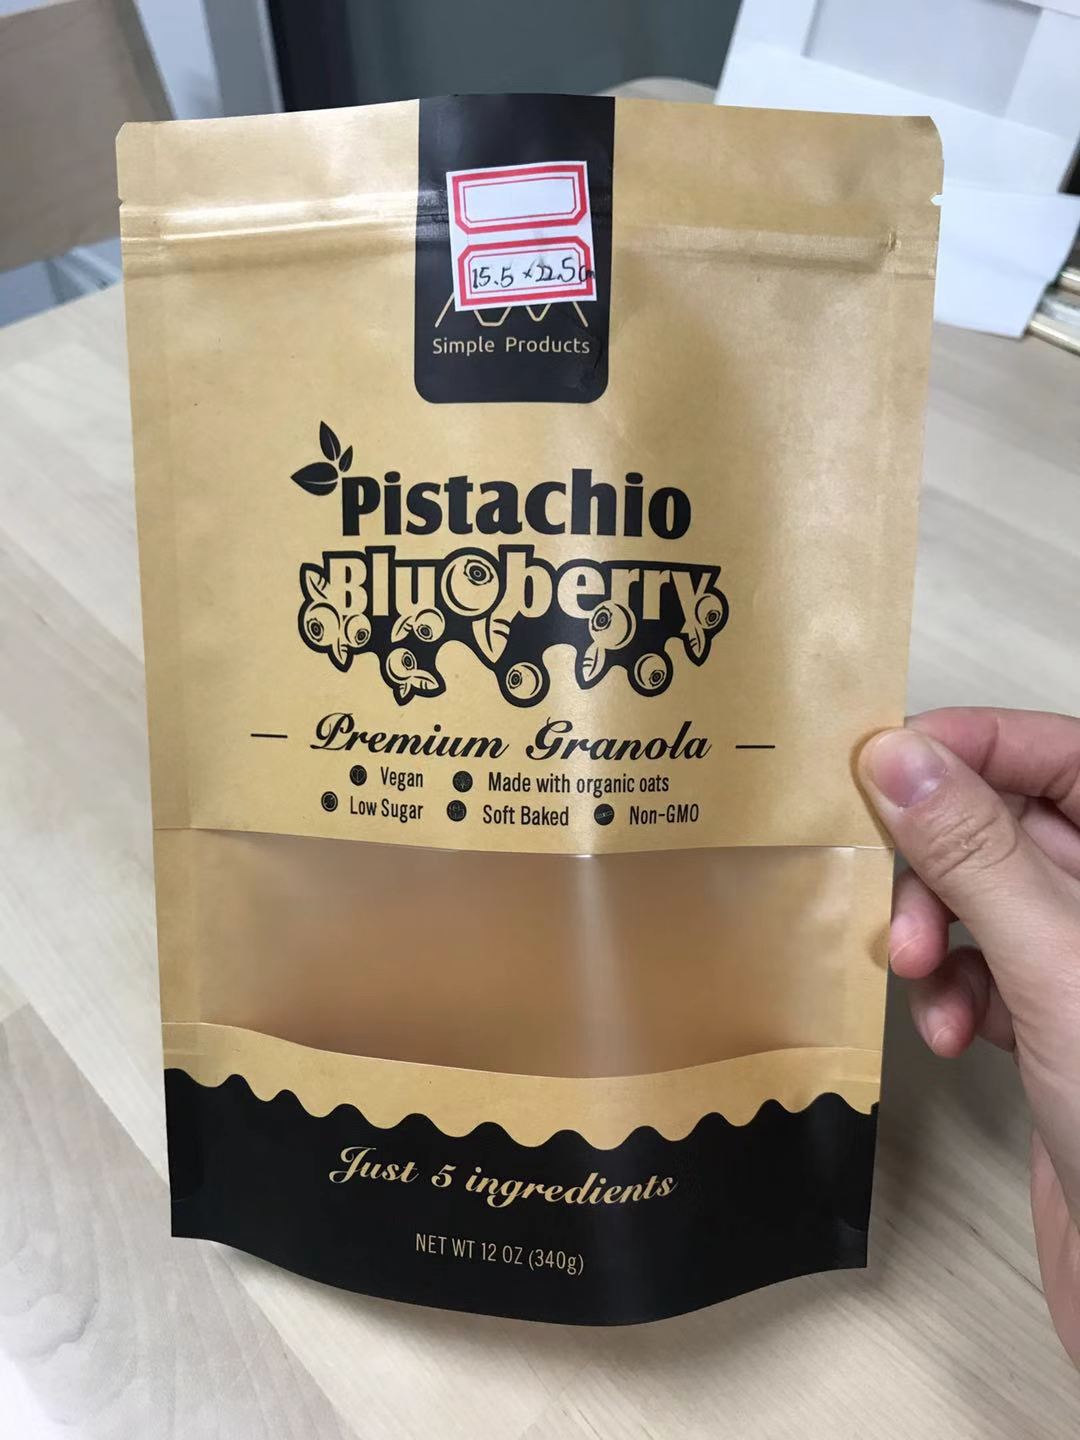 15.5 x 22.5cm
Simple Products
Pistachio
Blueberry
Premium Granola
Vegan Made with organic oats
Low Sugar Soft Baked Non-GMO
Just 5 ingredients
NET WT 12 OZ (340g)